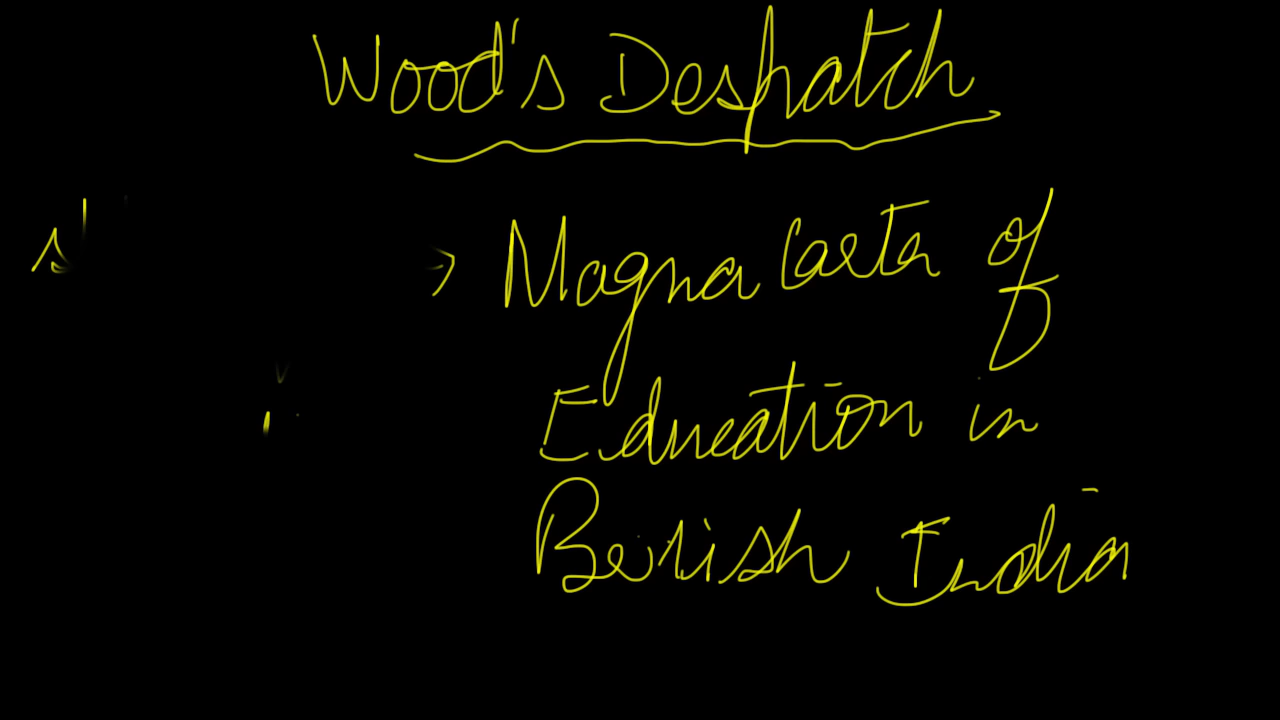 Wood's Despatch
> Magna Carta of
Education in
British India